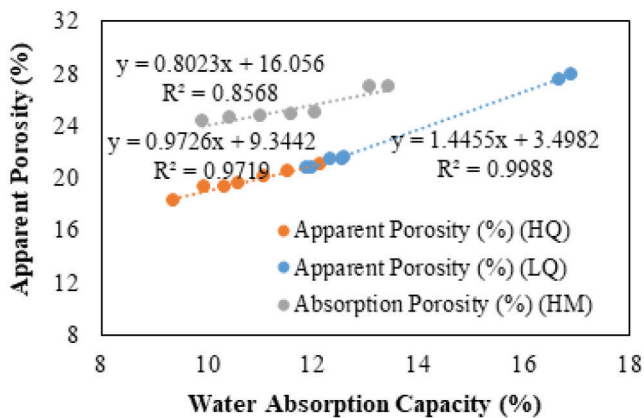 32
28
24
20
16
12
8
Apparent Porosity (%)
y = 0.8023x + 16.056
R² = 0.8568
y = 0.9726x + 9.3442
R² = 0.9719
y = 1.4455x + 3.4982
R² = 0.9988
Apparent Porosity (%) (HQ)
Apparent Porosity (%) (LQ)
Absorption Porosity (%) (HM)
8 10 12 14 16 18
Water Absorption Capacity (%)